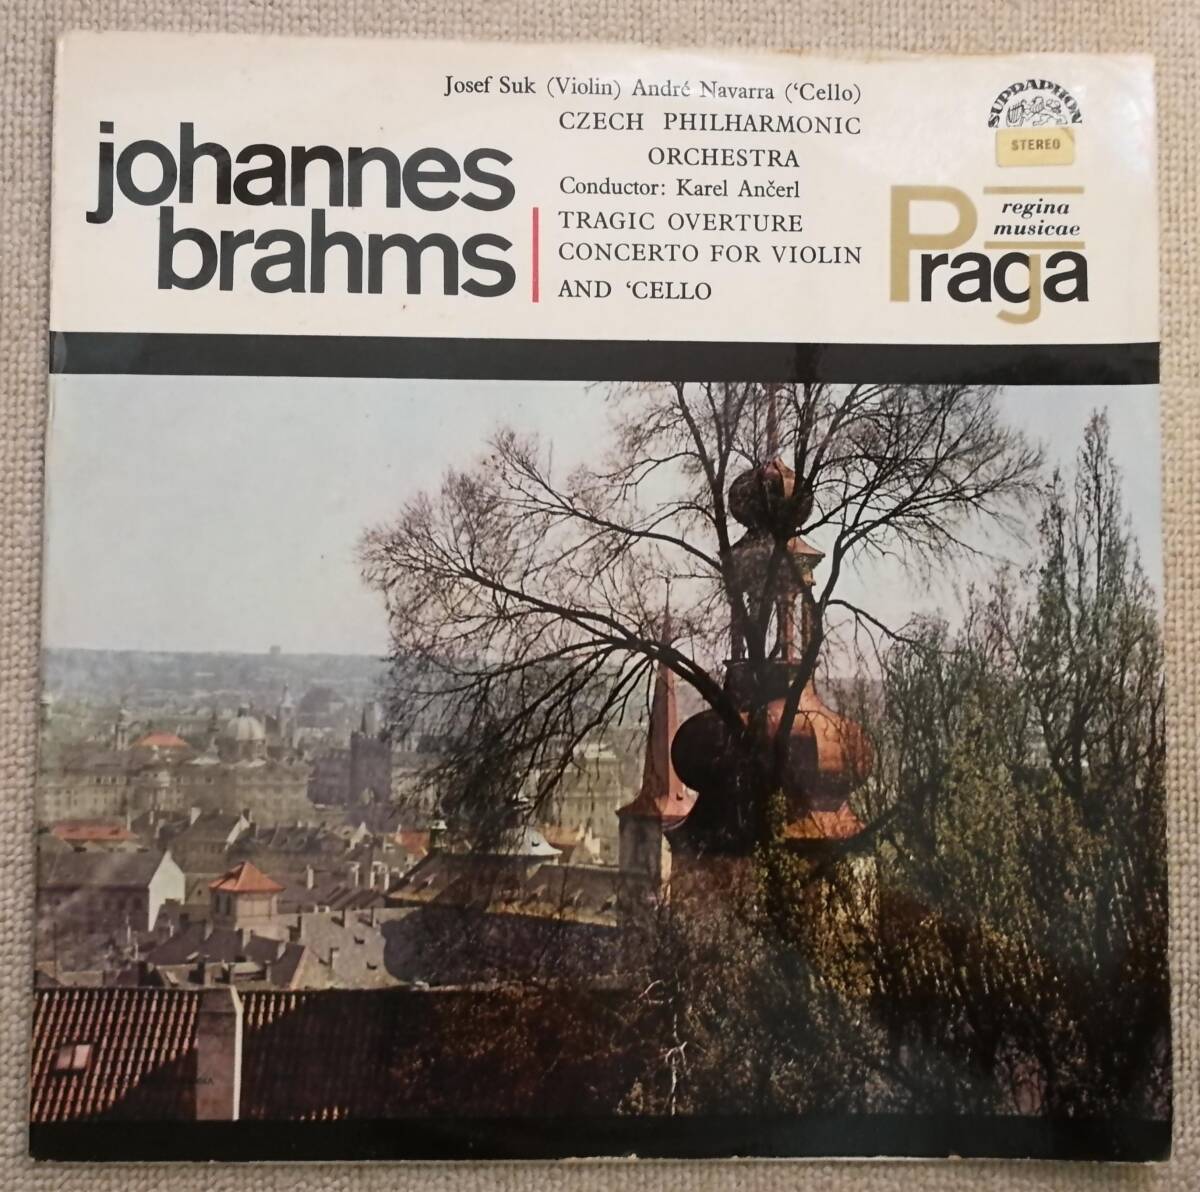 Josef Suk (Violin) André Navarra (‘Cello)
CZECH PHILHARMONIC
ORCHESTRA
Conductor: Karel Ančerl
TRAGIC OVERTURE
CONCERTO FOR VIOLIN
AND ‘CELLO
johannes
brahms
SUPRAPHON
STEREO
regina
musicae
Praga